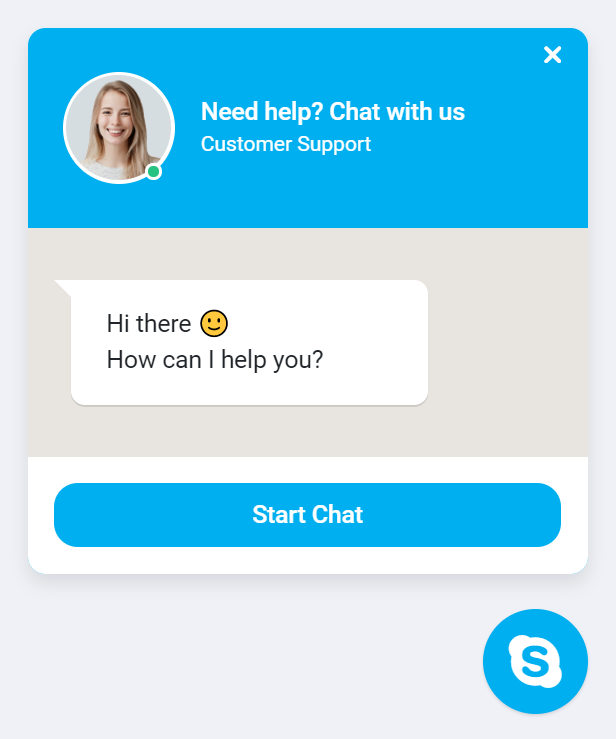 Need help? Chat with us
Customer Support
Hi there 🙂
How can I help you?
Start Chat